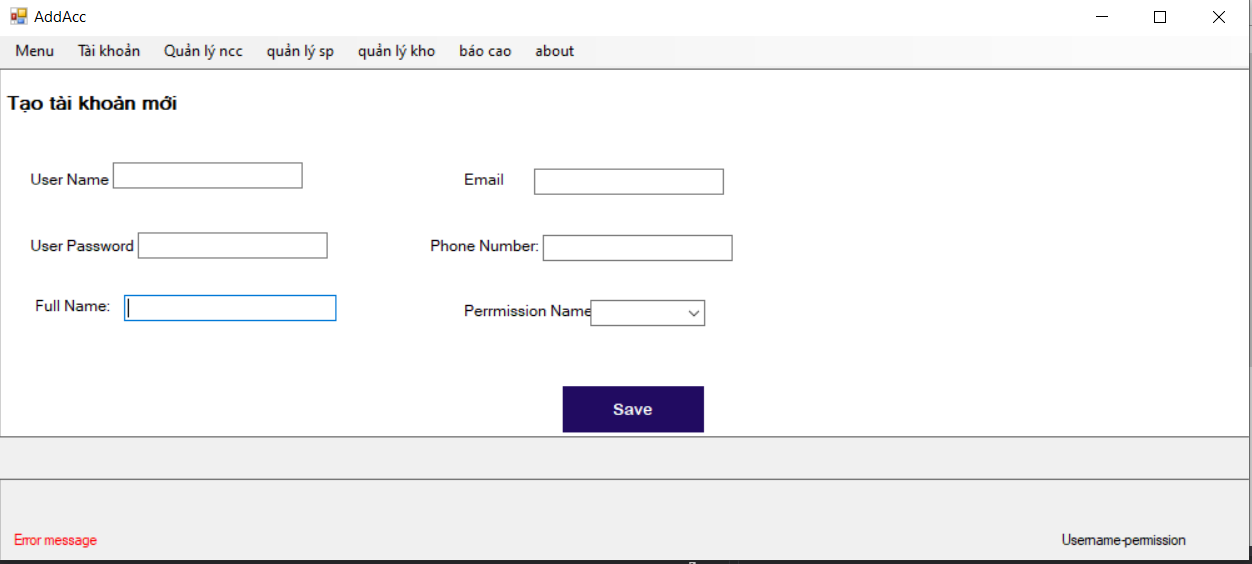 AddAcc
Menu Tài khoản Quản lý ncc quản lý sp quản lý kho báo cao about
Tạo tài khoản mới
User Name Email
User Password Phone Number:
Full Name: Perrmission Name
Save
Error message Username-permission